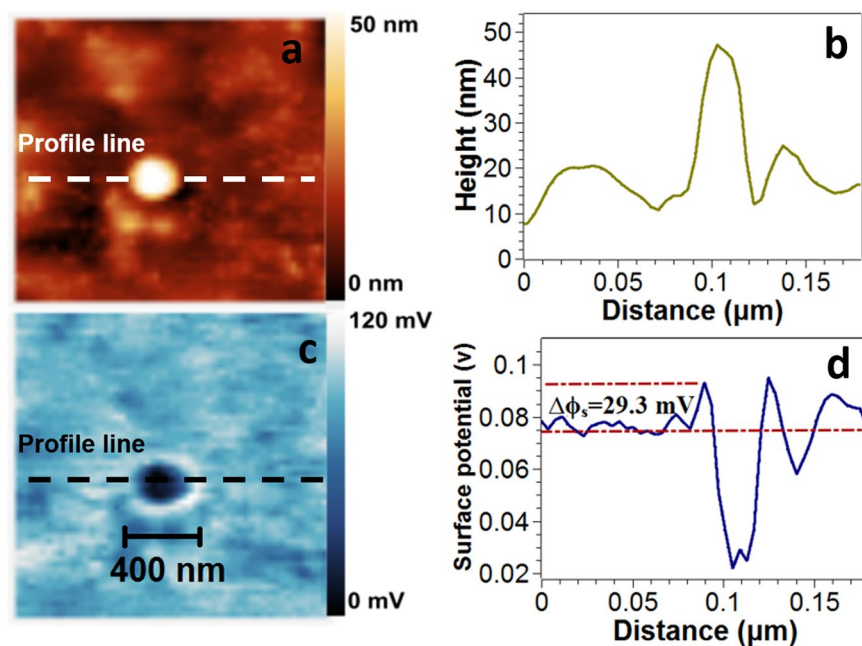 a
50 nm
Profile line
0 nm
b
Height (nm)
50
40
30
20
10
0
0
0.05
0.1
0.15
Distance (µm)
c
120 mV
Profile line
400 nm
0 mV
d
Surface potential (v)
0.1
0.08
0.06
0.04
0.02
Δϕs=29.3 mV
0
0.05
0.1
0.15
Distance (µm)